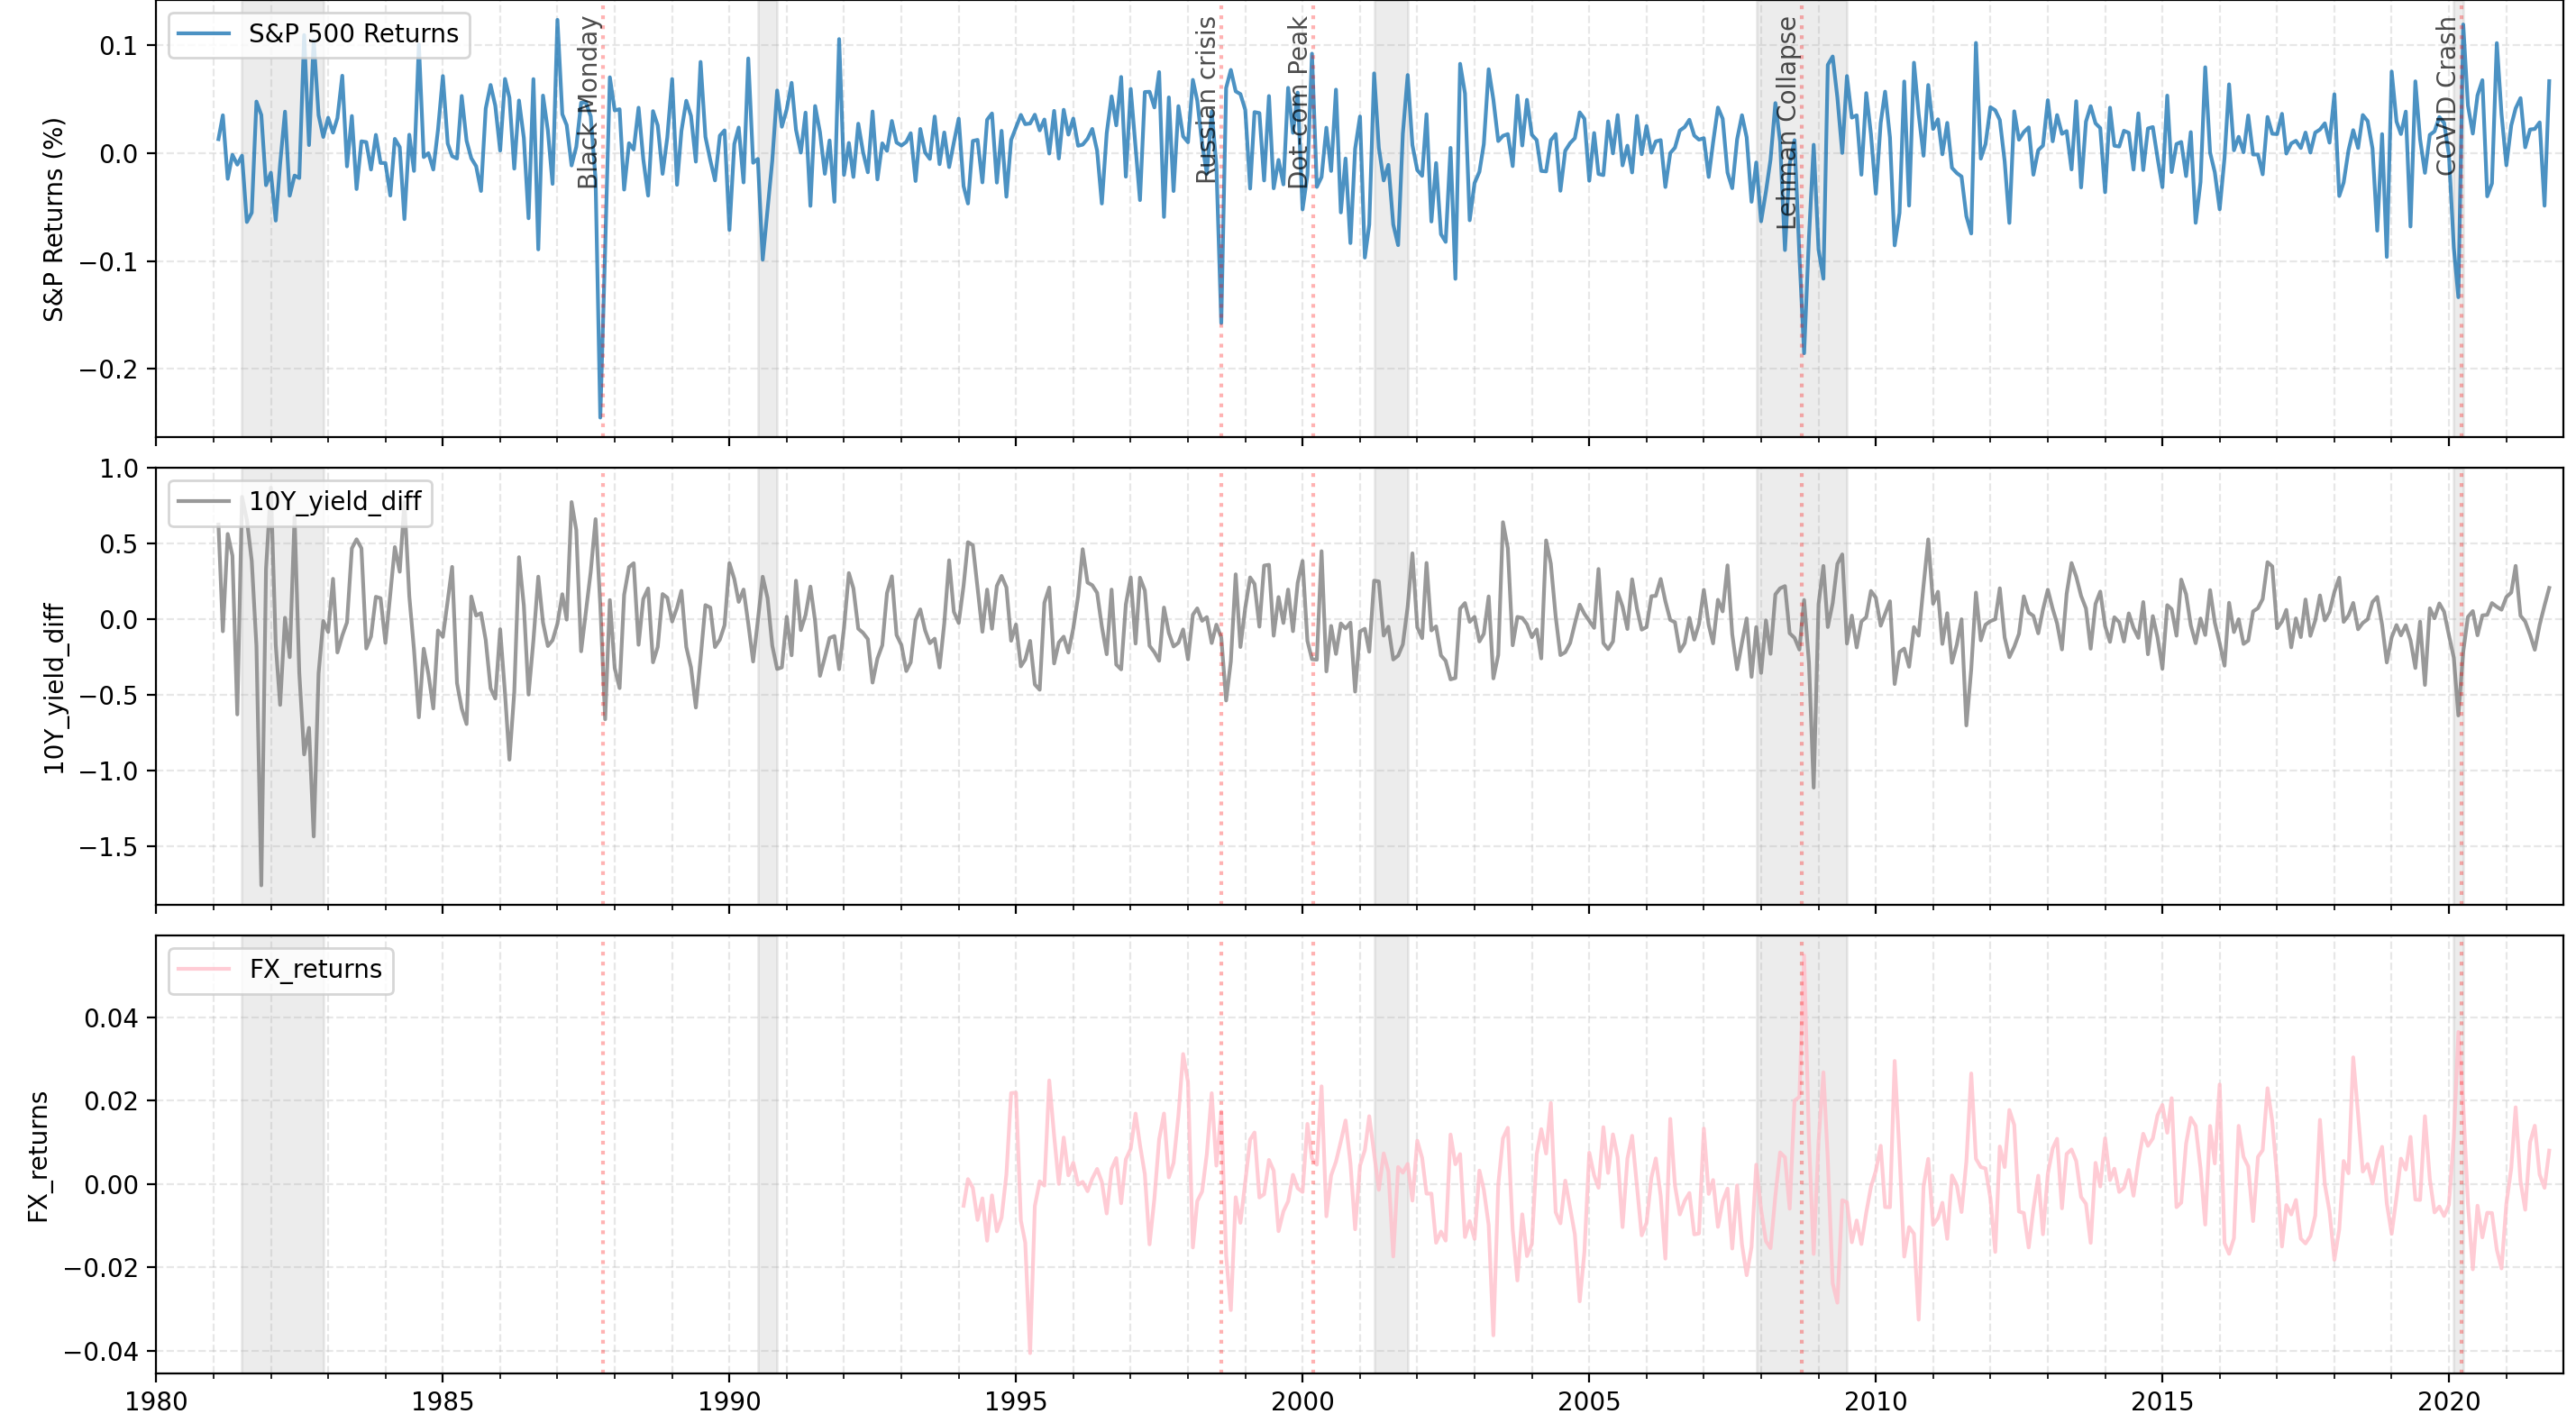 S&P 500 Returns
Black Monday
Russian crisis
Dot-com Peak
Lehman Collapse
COVID Crash
S&P Returns (%)
0.1
0.0
−0.1
−0.2
10Y_yield_diff
10Y_yield_diff
1.0
0.5
0.0
−0.5
−1.0
−1.5
FX_returns
FX_returns
0.04
0.02
0.00
−0.02
−0.04
1980 1985 1990 1995 2000 2005 2010 2015 2020